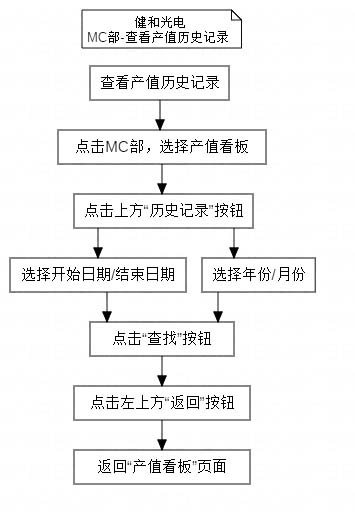 健和光电
MC部-查看产值历史记录
查看产值历史记录
点击MC部，选择产值看板
点击上方“历史记录”按钮
选择开始日期/结束日期
选择年份/月份
点击“查找”按钮
点击左上方“返回”按钮
返回“产值看板”页面